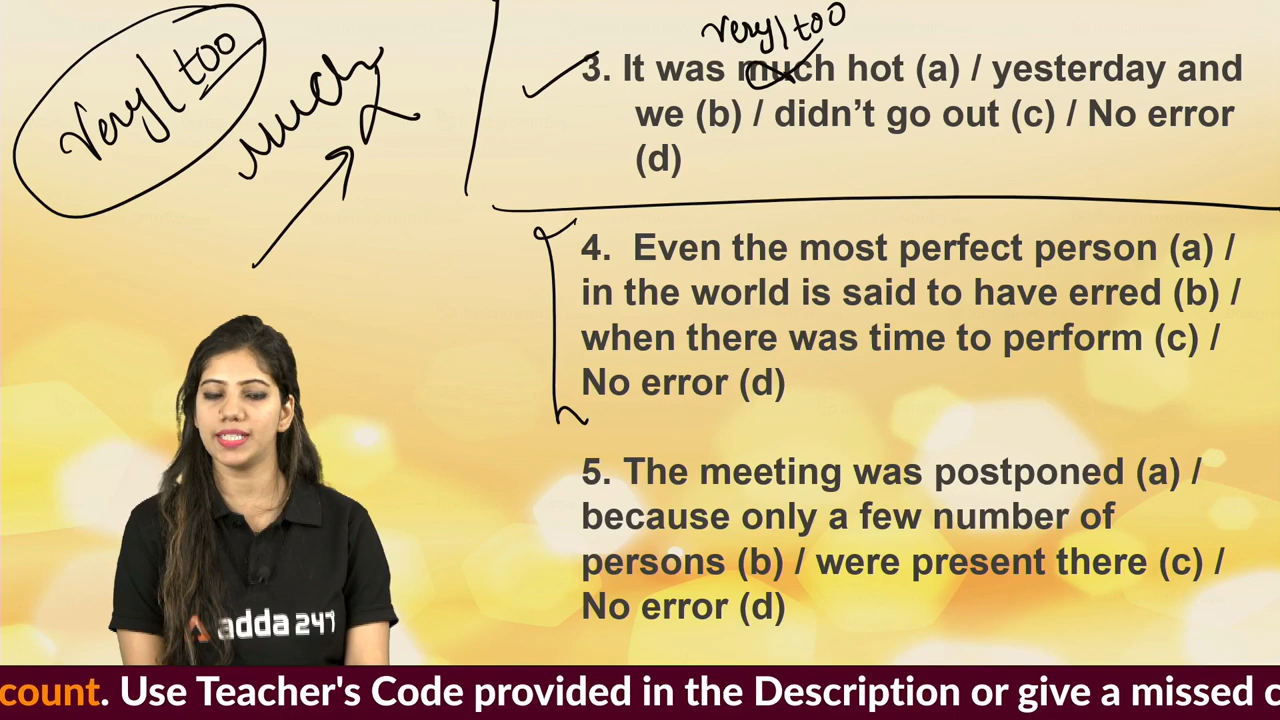 very/too
much
very/too
3. It was much hot (a) / yesterday and
we (b) / didn't go out (c) / No error
(d)
4. Even the most perfect person (a) /
in the world is said to have erred (b) /
when there was time to perform (c) /
No error (d)
5. The meeting was postponed (a) /
because only a few number of
persons (b) / were present there (c) /
No error (d)
adda 247
count. Use Teacher's Code provided in the Description or give a missed c